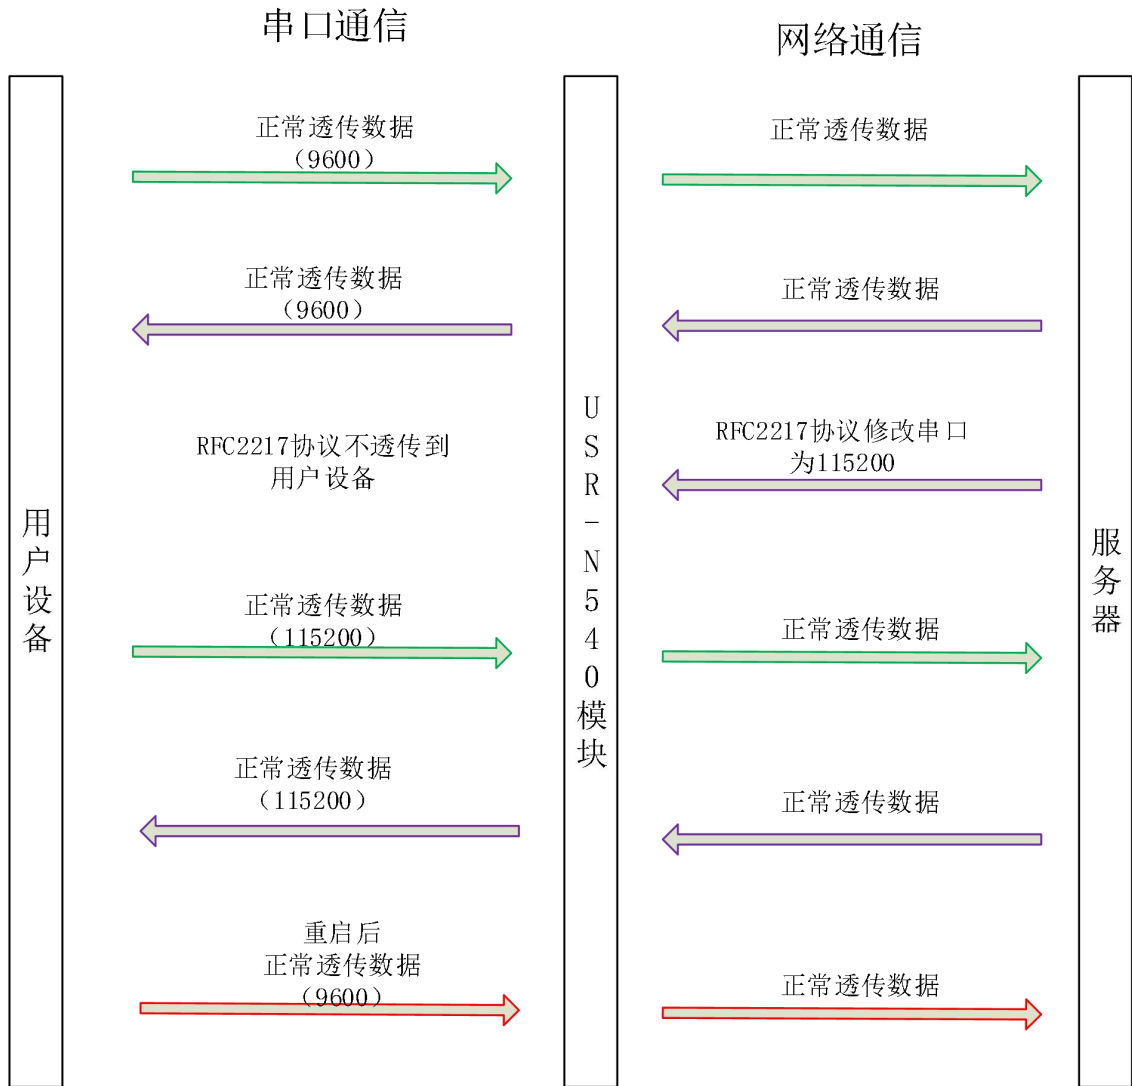 串口通信
网络通信
正常透传数据
（9600）
正常透传数据
正常透传数据
（9600）
正常透传数据
RFC2217协议不透传到
用户设备
RFC2217协议修改串口
为115200
正常透传数据
（115200）
正常透传数据
正常透传数据
（115200）
正常透传数据
重启后
正常透传数据
（9600）
正常透传数据
用户设备
USR-N540模块
服务器